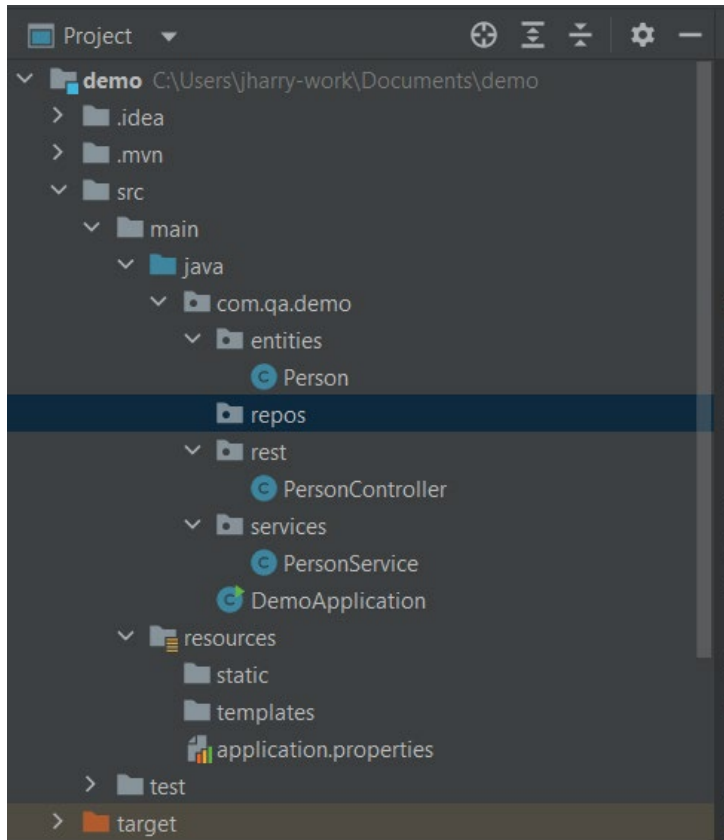 Project
demo C:\Users\jharry-work\Documents\demo
.idea
.mvn
src
main
java
com.qa.demo
entities
Person
repos
rest
PersonController
services
PersonService
DemoApplication
resources
static
templates
application.properties
test
target